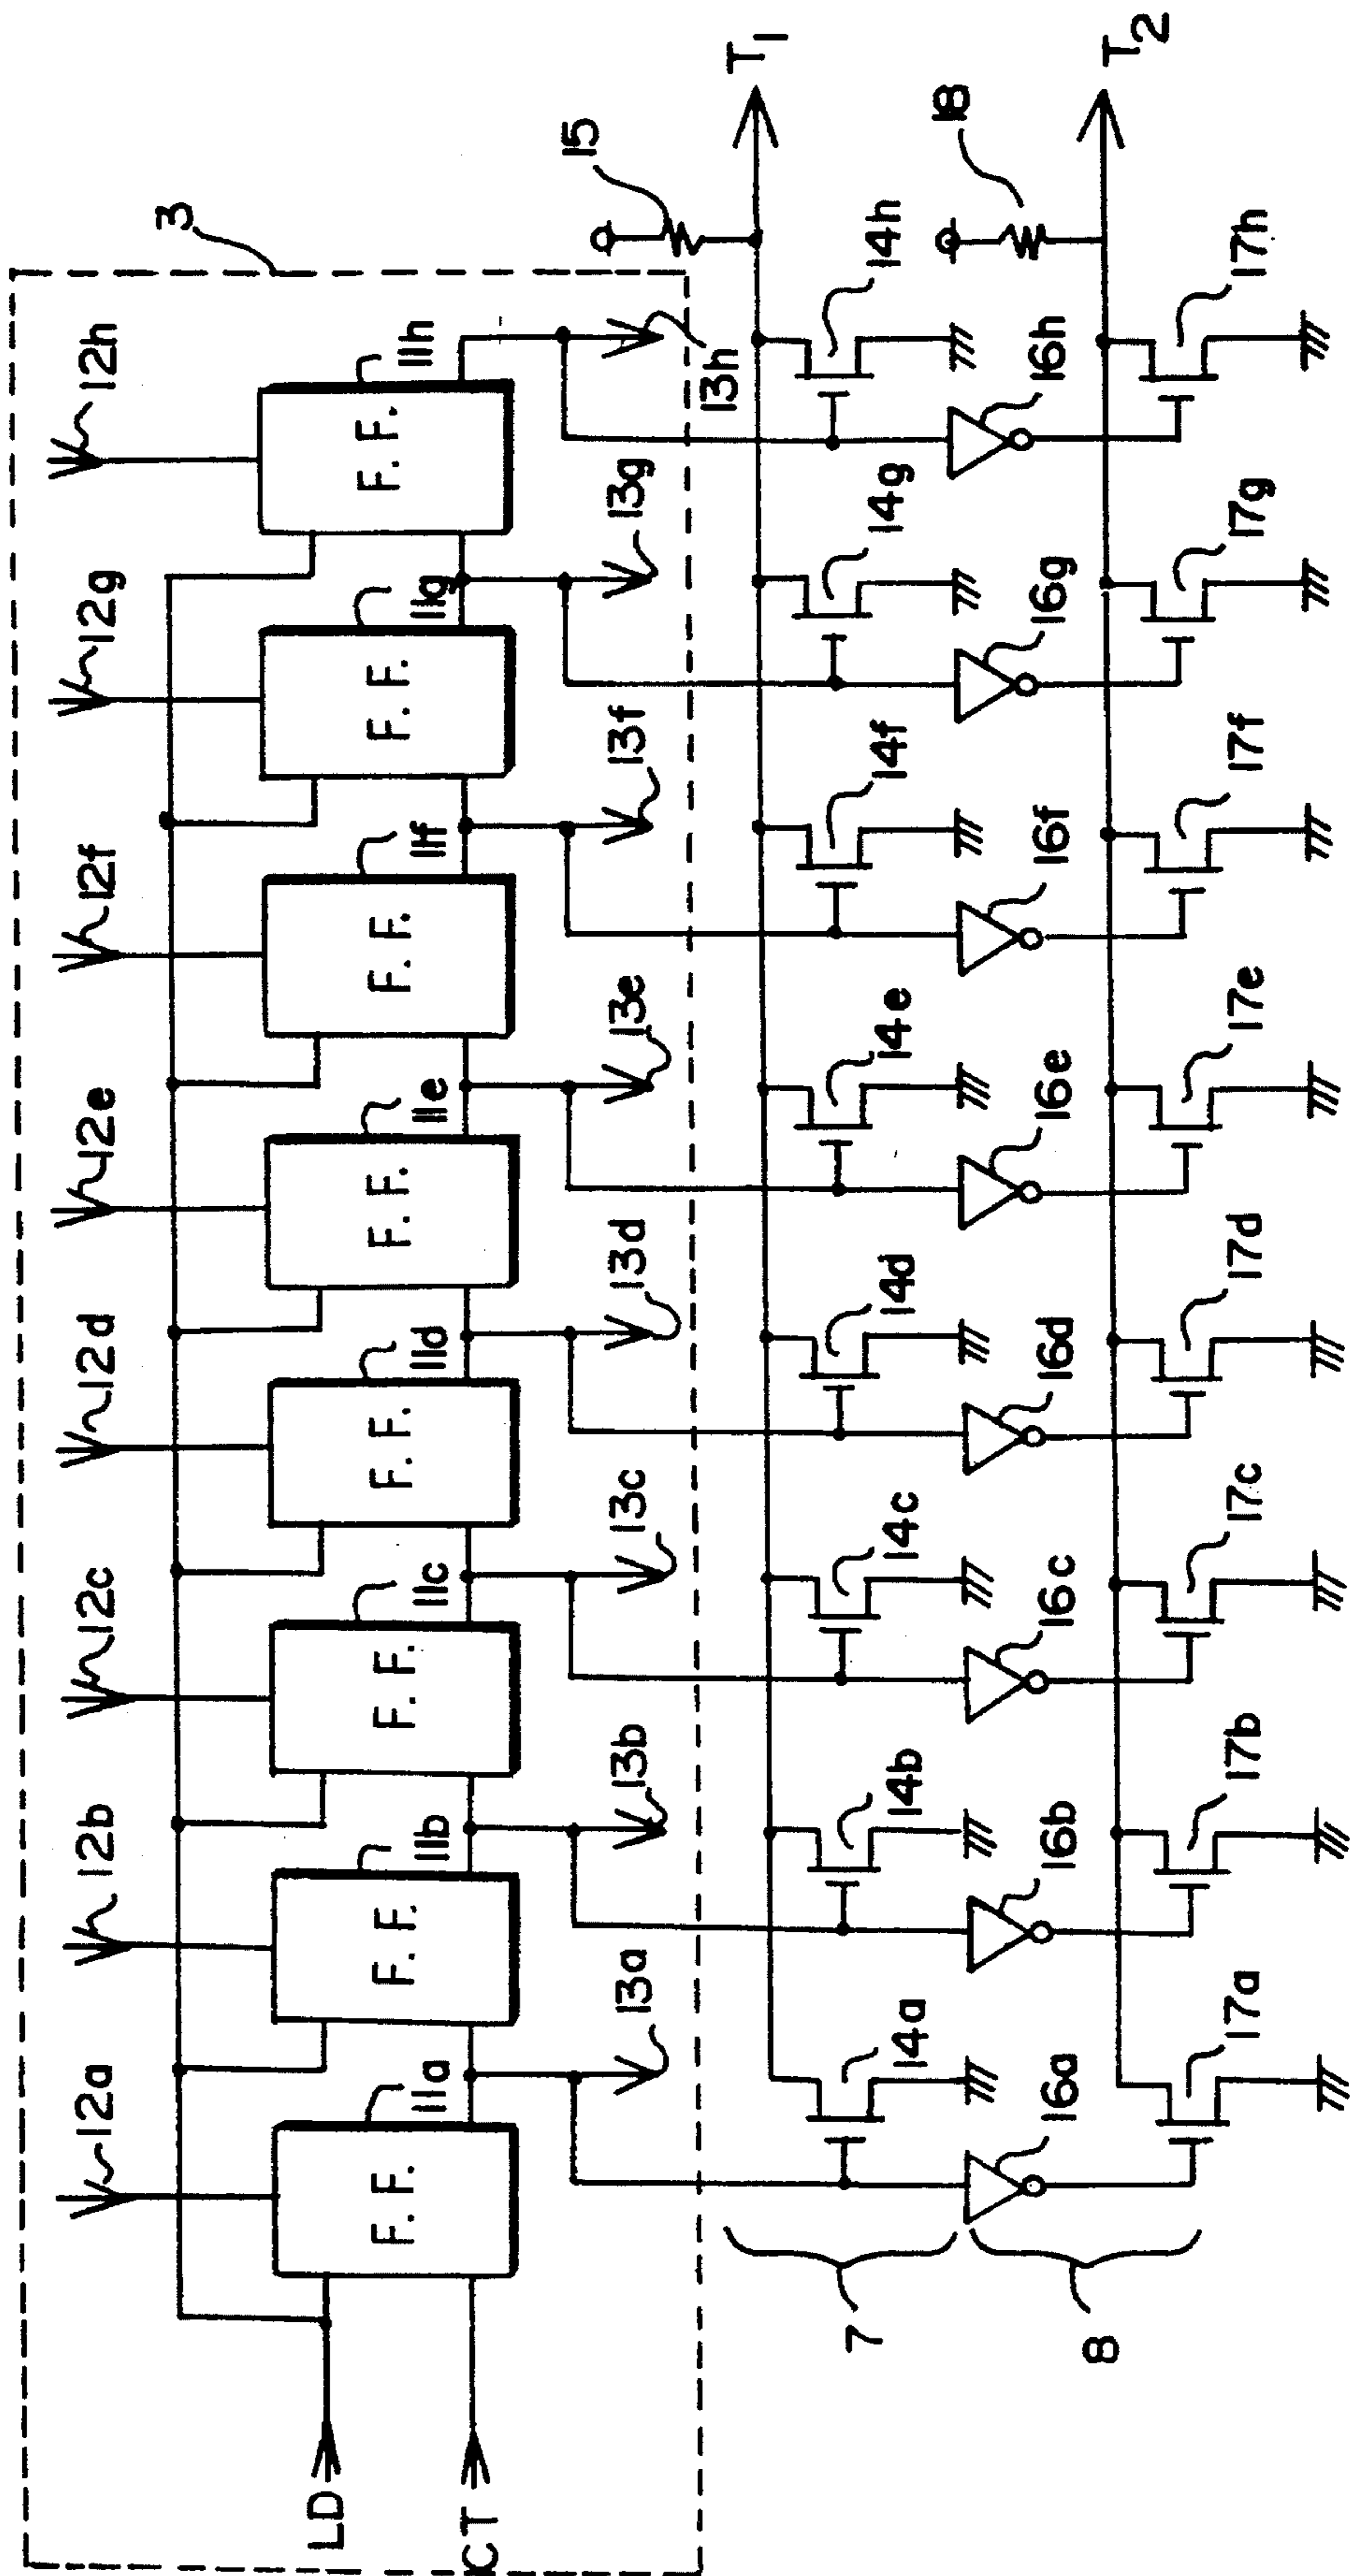 3
12a 12b 12c 12d 12e 12f 12g 12h
LD
CT
F.F. F.F. F.F. F.F. F.F. F.F. F.F. F.F.
11a 11b 11c 11d 11e 11f 11g 11h
13a 13b 13c 13d 13e 13f 13g 13h
15
T1
7
14a 14b 14c 14d 14e 14f 14g 14h
18
8
16a 16b 16c 16d 16e 16f 16g 16h
T2
17a 17b 17c 17d 17e 17f 17g 17h